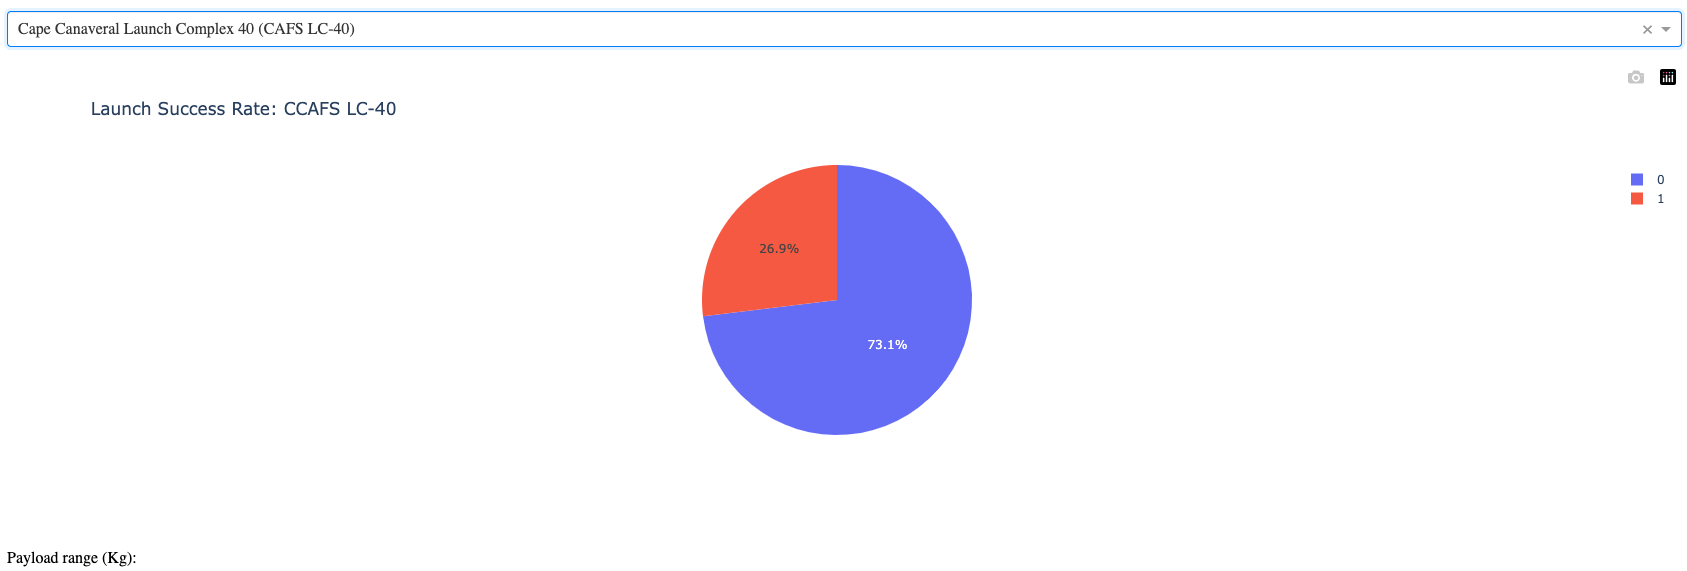 Cape Canaveral Launch Complex 40 (CAFS LC-40)
Launch Success Rate: CCAFS LC-40
0
1
26.9%
73.1%
Payload range (Kg):